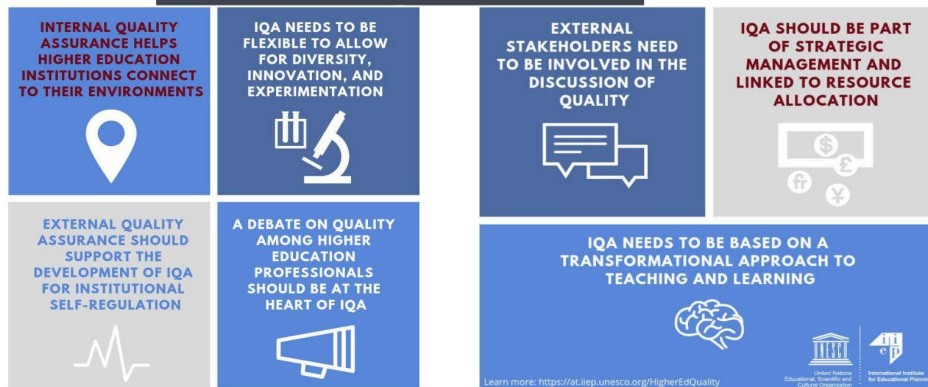 INTERNAL QUALITY
ASSURANCE HELPS
HIGHER EDUCATION
INSTITUTIONS CONNECT
TO THEIR ENVIRONMENTS
IQA NEEDS TO BE
FLEXIBLE TO ALLOW
FOR DIVERSITY,
INNOVATION, AND
EXPERIMENTATION
EXTERNAL
STAKEHOLDERS NEED
TO BE INVOLVED IN THE
DISCUSSION OF
QUALITY
IQA SHOULD BE PART
OF STRATEGIC
MANAGEMENT AND
LINKED TO RESOURCE
ALLOCATION
$
£
fr
¥
EXTERNAL QUALITY
ASSURANCE SHOULD
SUPPORT THE
DEVELOPMENT OF IQA
FOR INSTITUTIONAL
SELF-REGULATION
A DEBATE ON QUALITY
AMONG HIGHER
EDUCATION
PROFESSIONALS
SHOULD BE AT THE
HEART OF IQA
IQA NEEDS TO BE BASED ON A
TRANSFORMATIONAL APPROACH TO
TEACHING AND LEARNING
Learn more: https://at.iiep.unesco.org/HigherEdQuality
UNESCO
United Nations
Educational, Scientific and
Cultural Organization
iiep
International Institute
for Educational Planni